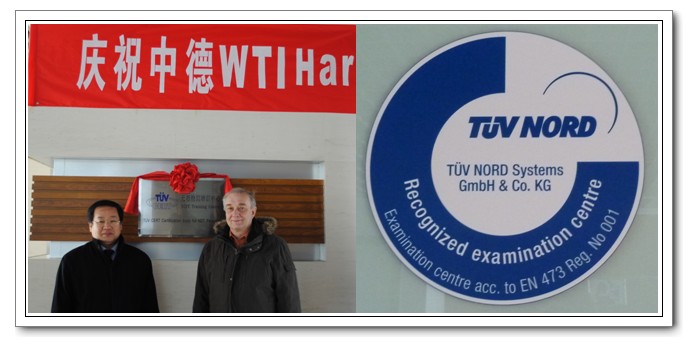 庆祝中德WTI Har
TÜV
TÜV NORD
TÜV NORD Systems
GmbH & Co. KG
Recognized examination centre
Examination centre acc. to EN 473 Reg. No 001